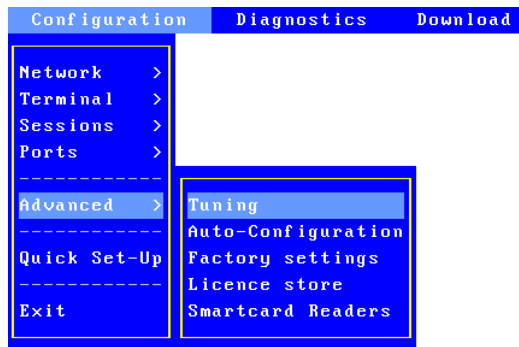 Configuration Diagnostics Download
Network >
Terminal >
Sessions >
Ports >
Advanced >
Quick Set-Up
Exit
Tuning
Auto-Configuration
Factory settings
Licence store
Smartcard Readers